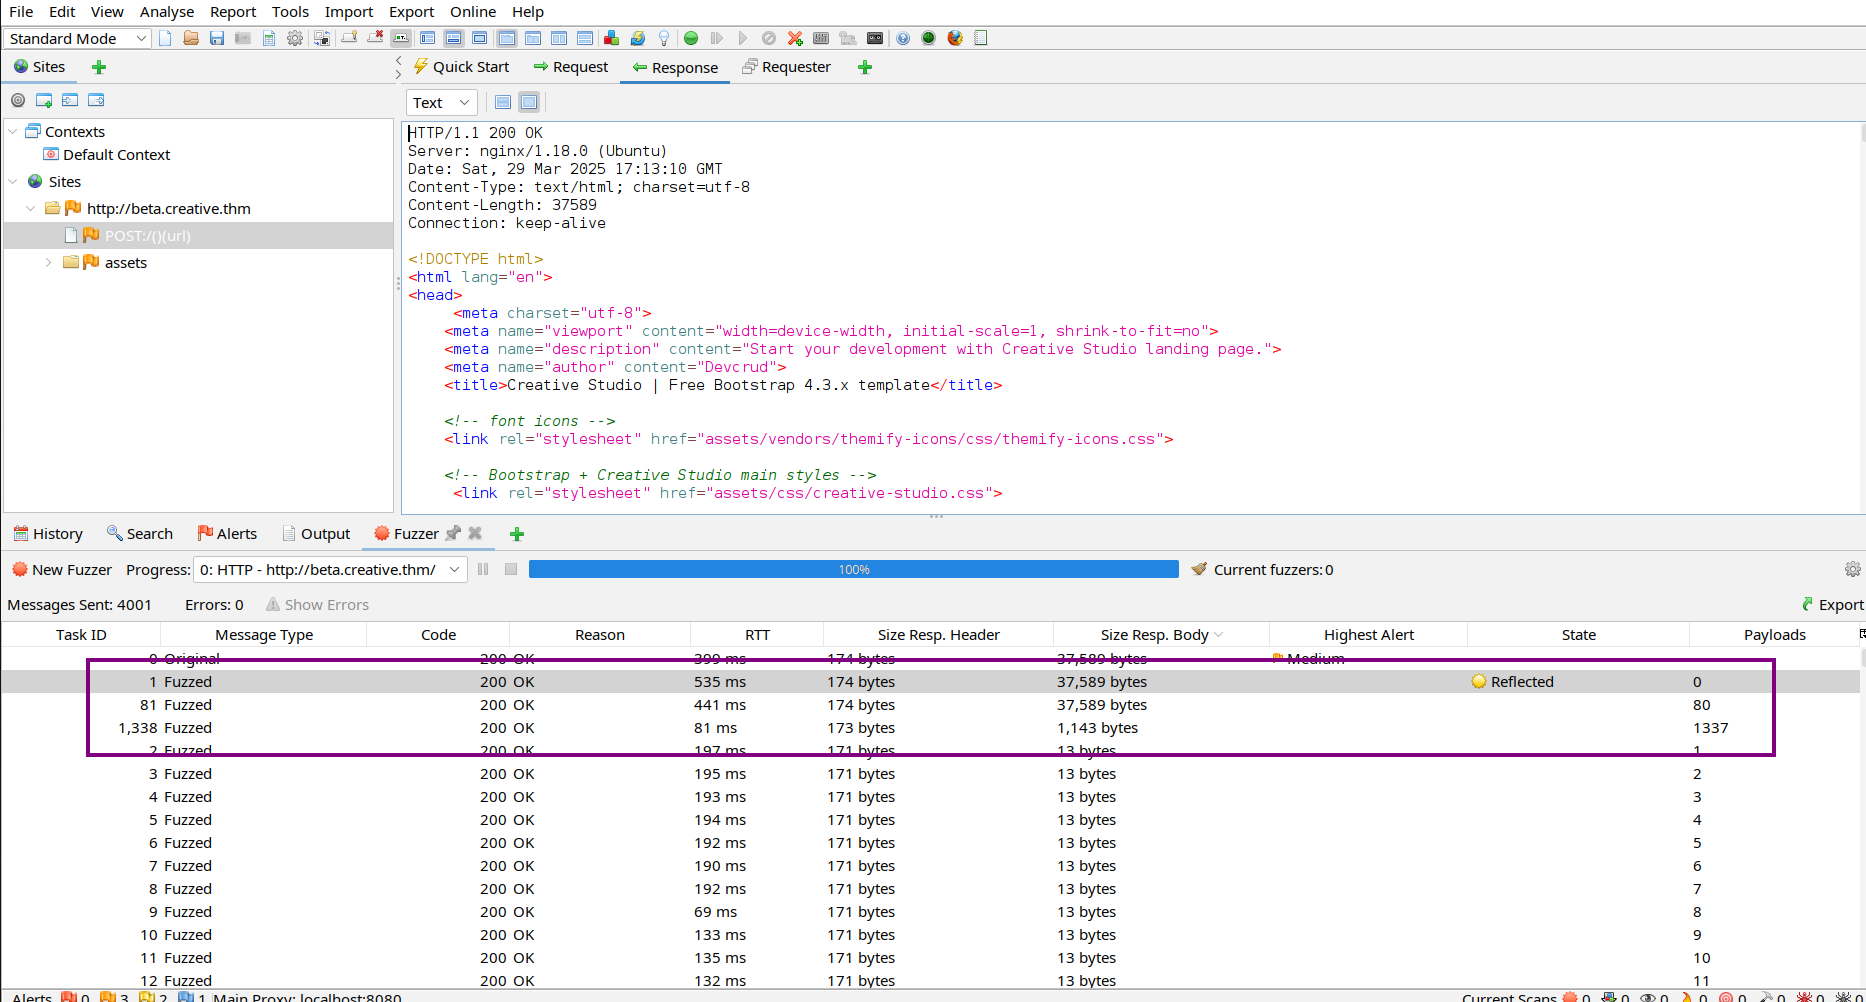 File Edit View Analyse Report Tools Import Export Online Help
Standard Mode
Sites
Quick Start Request Response Requester
Text
Contexts
Default Context
Sites
http://beta.creative.thm
POST:/()(url)
assets
HTTP/1.1 200 OK
Server: nginx/1.18.0 (Ubuntu)
Date: Sat, 29 Mar 2025 17:13:10 GMT
Content-Type: text/html; charset=utf-8
Content-Length: 37589
Connection: keep-alive
<!DOCTYPE html>
<html lang="en">
<head>
<meta charset="utf-8">
<meta name="viewport" content="width=device-width, initial-scale=1, shrink-to-fit=no">
<meta name="description" content="Start your development with Creative Studio landing page.">
<meta name="author" content="Devcrud">
<title>Creative Studio | Free Bootstrap 4.3.x template</title>
<!-- font icons -->
<link rel="stylesheet" href="assets/vendors/themify-icons/css/themify-icons.css">
<!-- Bootstrap + Creative Studio main styles -->
<link rel="stylesheet" href="assets/css/creative-studio.css">
History Search Alerts Output Fuzzer
New Fuzzer Progress: 0: HTTP - http://beta.creative.thm/ 100% Current fuzzers:0
Messages Sent: 4001 Errors: 0 Show Errors Export
Task ID Message Type Code Reason RTT Size Resp. Header Size Resp. Body Highest Alert State Payloads
0 Original 200 OK 399 ms 174 bytes 37,589 bytes Medium
1 Fuzzed 200 OK 535 ms 174 bytes 37,589 bytes Reflected 0
81 Fuzzed 200 OK 441 ms 174 bytes 37,589 bytes 80
1,338 Fuzzed 200 OK 81 ms 173 bytes 1,143 bytes 1337
2 Fuzzed 200 OK 197 ms 171 bytes 13 bytes 1
3 Fuzzed 200 OK 195 ms 171 bytes 13 bytes 2
4 Fuzzed 200 OK 193 ms 171 bytes 13 bytes 3
5 Fuzzed 200 OK 194 ms 171 bytes 13 bytes 4
6 Fuzzed 200 OK 192 ms 171 bytes 13 bytes 5
7 Fuzzed 200 OK 190 ms 171 bytes 13 bytes 6
8 Fuzzed 200 OK 192 ms 171 bytes 13 bytes 7
9 Fuzzed 200 OK 69 ms 171 bytes 13 bytes 8
10 Fuzzed 200 OK 133 ms 171 bytes 13 bytes 9
11 Fuzzed 200 OK 135 ms 171 bytes 13 bytes 10
12 Fuzzed 200 OK 132 ms 171 bytes 13 bytes 11
Alerts 0 3 2 1 Main Proxy: localhost:8080 Current Scans 0 0 0 0 0 0 0 0